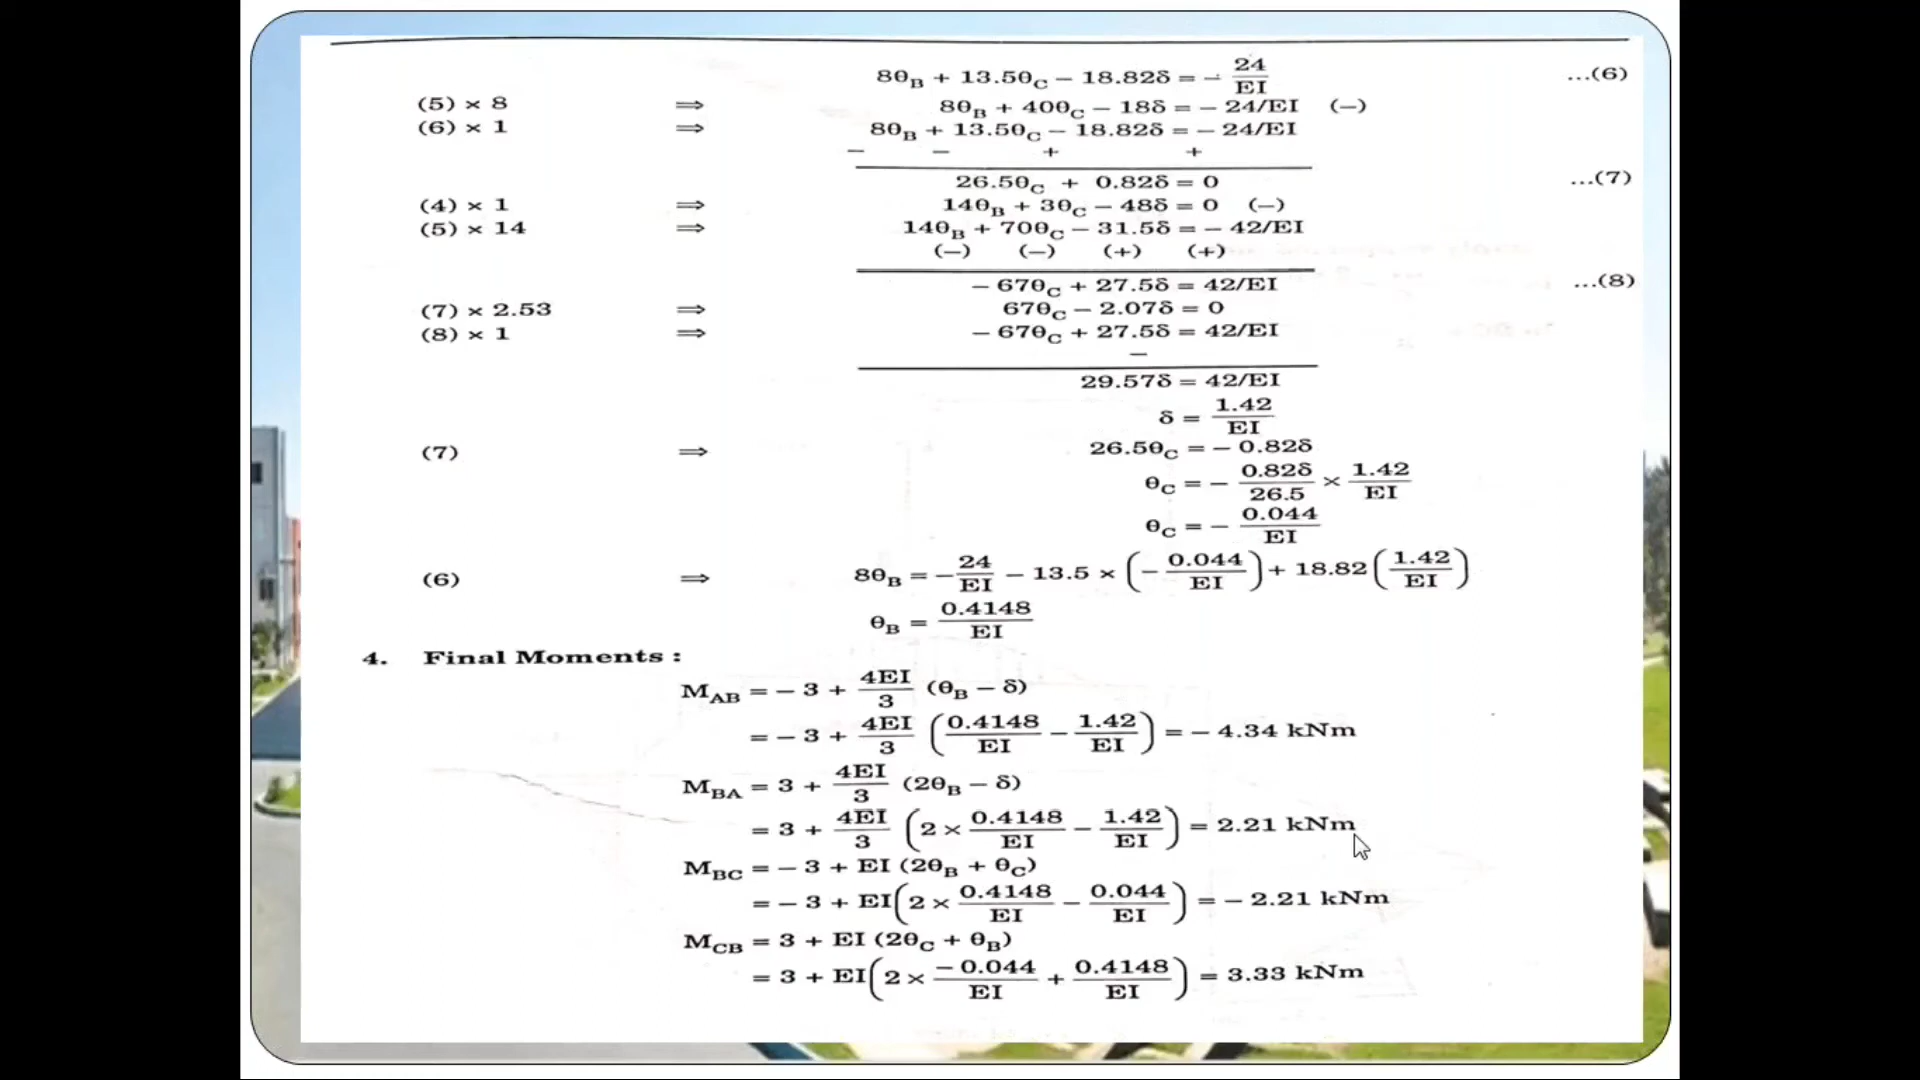 8θB + 13.50θC − 18.82δ = − 24/EI ...(6)
(5) × 8 ⇒ 8θB + 40θC − 18δ = − 24/EI (−)
(6) × 1 ⇒ 8θB + 13.50θC − 18.82δ = − 24/EI
− − + +
26.5θC + 0.82δ = 0 ...(7)
(4) × 1 ⇒ 14θB + 3θC − 4δ = 0 (−)
(5) × 14 ⇒ 14θB + 70θC − 31.5δ = − 42/EI
(−) (−) (+) (+)
− 67θC + 27.5δ = 42/EI ...(8)
(7) × 2.53 ⇒ 67θC − 2.07δ = 0
(8) × 1 ⇒ − 67θC + 27.5δ = 42/EI
−
29.57δ = 42/EI
δ = 1.42/EI
(7) ⇒ 26.5θC = − 0.82δ
θC = − 0.82δ/26.5 × 1.42/EI
θC = − 0.044/EI
(6) ⇒ 8θB = − 24/EI − 13.5 × (− 0.044/EI) + 18.82 (1.42/EI)
θB = 0.4148/EI
4. Final Moments :
MAB = − 3 + 4EI/3 (θB − δ)
= − 3 + 4EI/3 (0.4148/EI − 1.42/EI) = − 4.34 kNm
MBA = 3 + 4EI/3 (2θB − δ)
= 3 + 4EI/3 (2 × 0.4148/EI − 1.42/EI) = 2.21 kNm
MBC = − 3 + EI (2θB + θC)
= − 3 + EI (2 × 0.4148/EI − 0.044/EI) = − 2.21 kNm
MCB = 3 + EI (2θC + θB)
= 3 + EI (2 × − 0.044/EI + 0.4148/EI) = 3.33 kNm